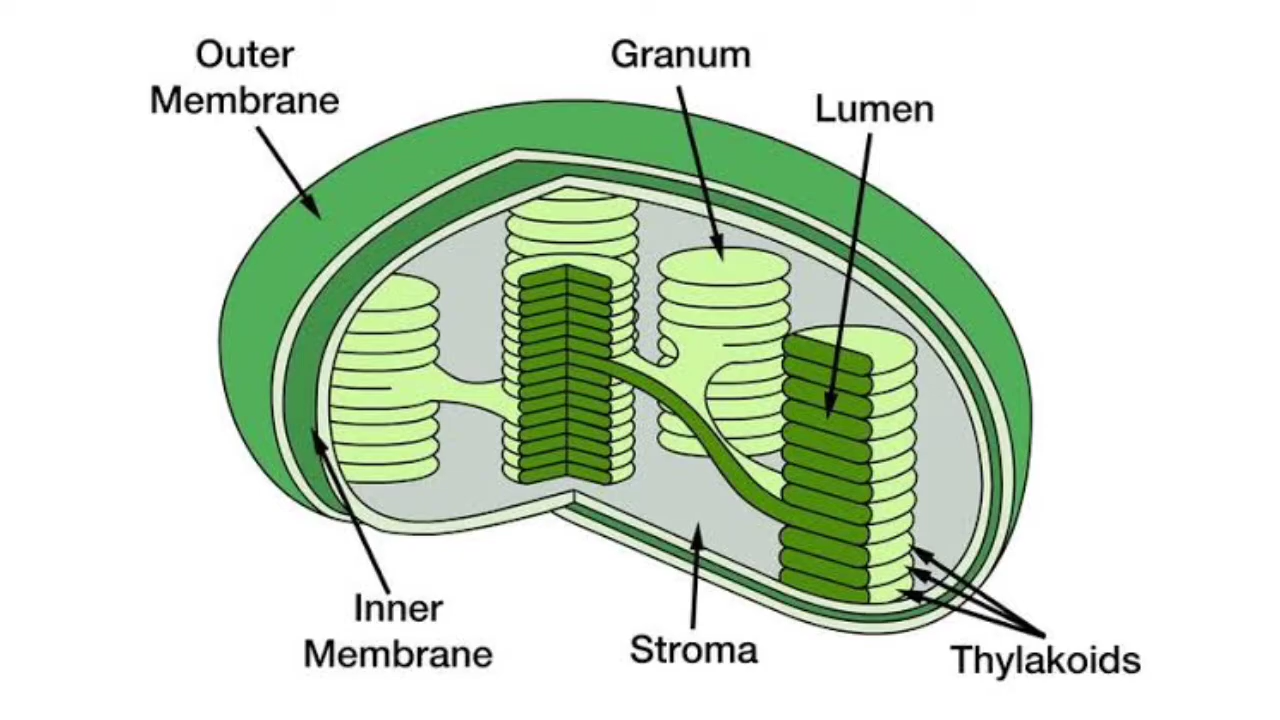 Outer
Membrane
Granum
Lumen
Inner
Membrane
Stroma
Thylakoids